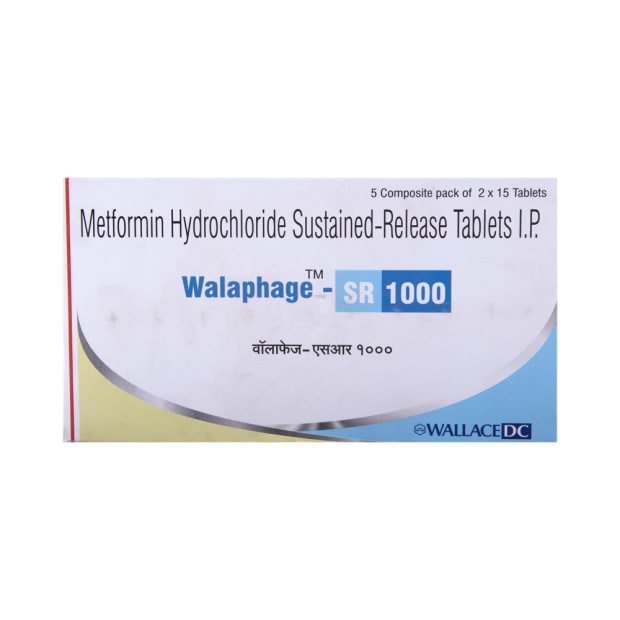 5 Composite pack of 2 x 15 Tablets
Metformin Hydrochloride Sustained-Release Tablets I.P.
Walaphage™- SR 1000
वॉलाफेज-एसआर १०००
WALLACE DC